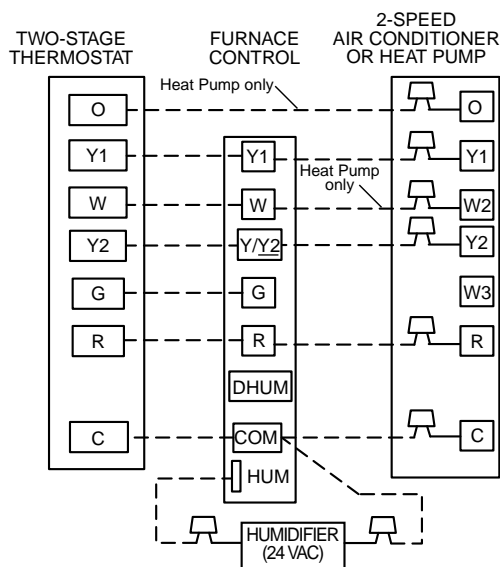 TWO-STAGE
THERMOSTAT
FURNACE
CONTROL
2-SPEED
AIR CONDITIONER
OR HEAT PUMP
Heat Pump only
O
O
Y1
Y1
Y1
Heat Pump
only
W
W
W2
Y2
Y/Y2
Y2
G
G
W3
R
R
R
DHUM
C
COM
C
HUM
HUMIDIFIER
(24 VAC)